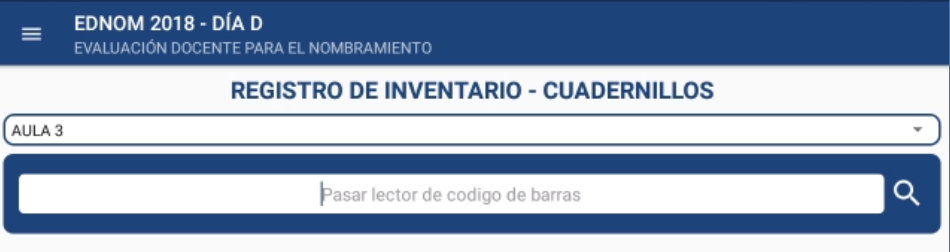 EDNOM 2018 - DÍA D
EVALUACIÓN DOCENTE PARA EL NOMBRAMIENTO
REGISTRO DE INVENTARIO - CUADERNILLOS
AULA 3
Pasar lector de codigo de barras